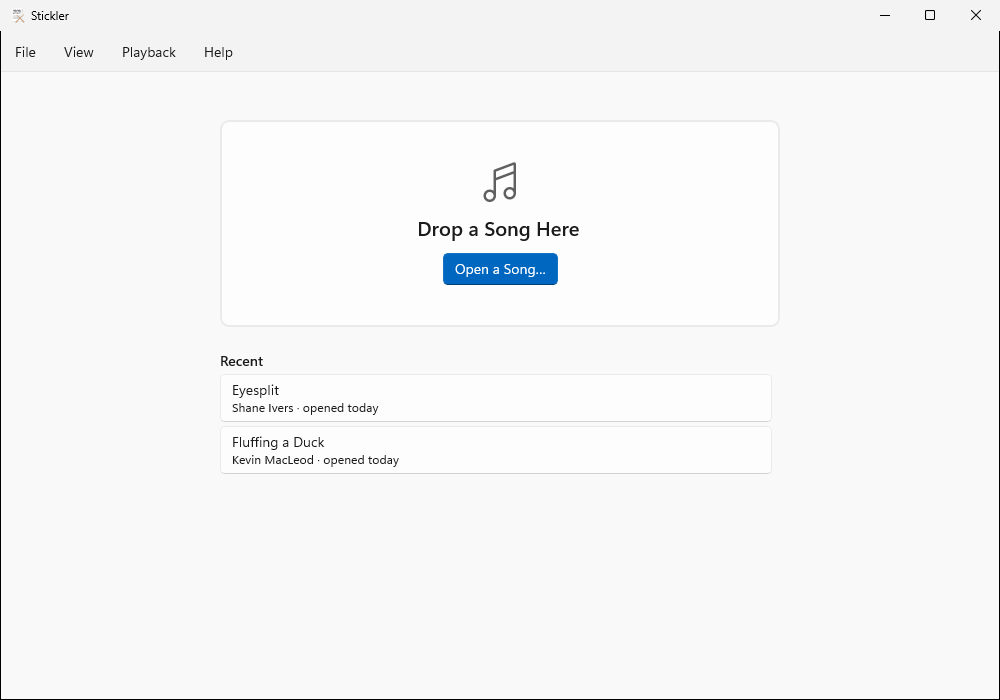 Stickler
File View Playback Help
Drop a Song Here
Open a Song...
Recent
Eyesplit
Shane Ivers · opened today
Fluffing a Duck
Kevin MacLeod · opened today